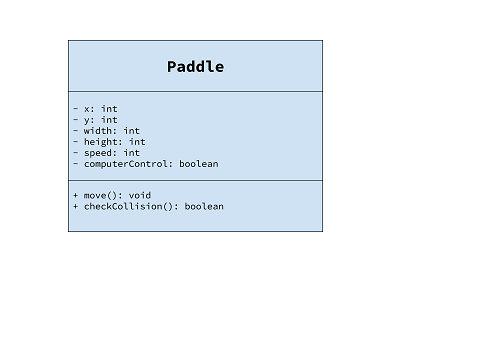 Paddle
- x: int
- y: int
- width: int
- height: int
- speed: int
- computerControl: boolean
+ move(): void
+ checkCollision(): boolean